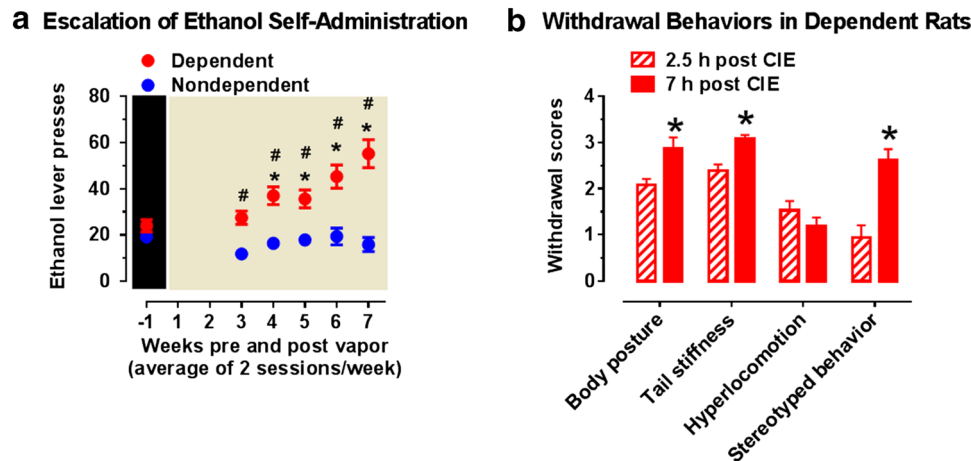 a Escalation of Ethanol Self-Administration
Dependent
Nondependent
Ethanol lever presses
80
60
40
20
0
#
#
*
#
*
#
*
#
*
-1 1 2 3 4 5 6 7
Weeks pre and post vapor
(average of 2 sessions/week)
b Withdrawal Behaviors in Dependent Rats
2.5 h post CIE
7 h post CIE
Withdrawal scores
4
3
2
1
0
*
*
*
Body posture
Tail stiffness
Hyperlocomotion
Stereotyped behavior